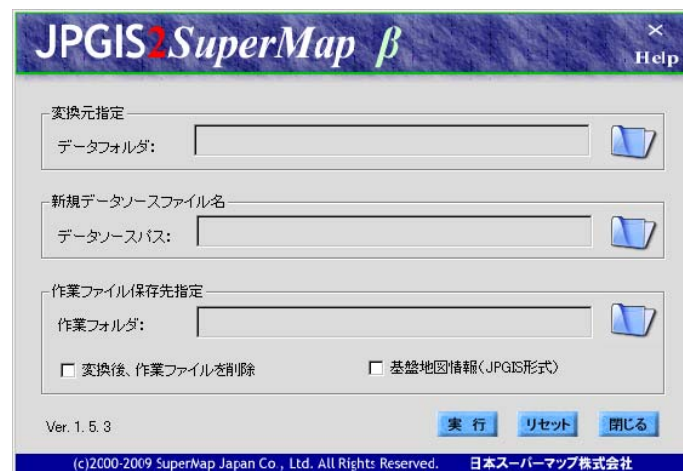 JPGIS2SuperMap β
×
Help
変換元指定
データフォルダ:
新規データソースファイル名
データソースパス:
作業ファイル保存先指定
作業フォルダ:
変換後、作業ファイルを削除
基盤地図情報(JPGIS形式)
Ver. 1. 5. 3
実 行
リセット
閉じる
(c)2000-2009 SuperMap Japan Co., Ltd. All Rights Reserved. 日本スーパーマップ株式会社